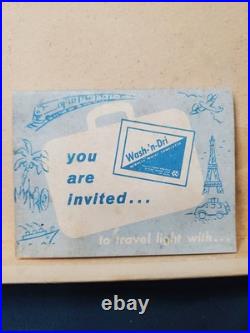 you
are
invited...
Wash-'n-Dri
to travel light with...